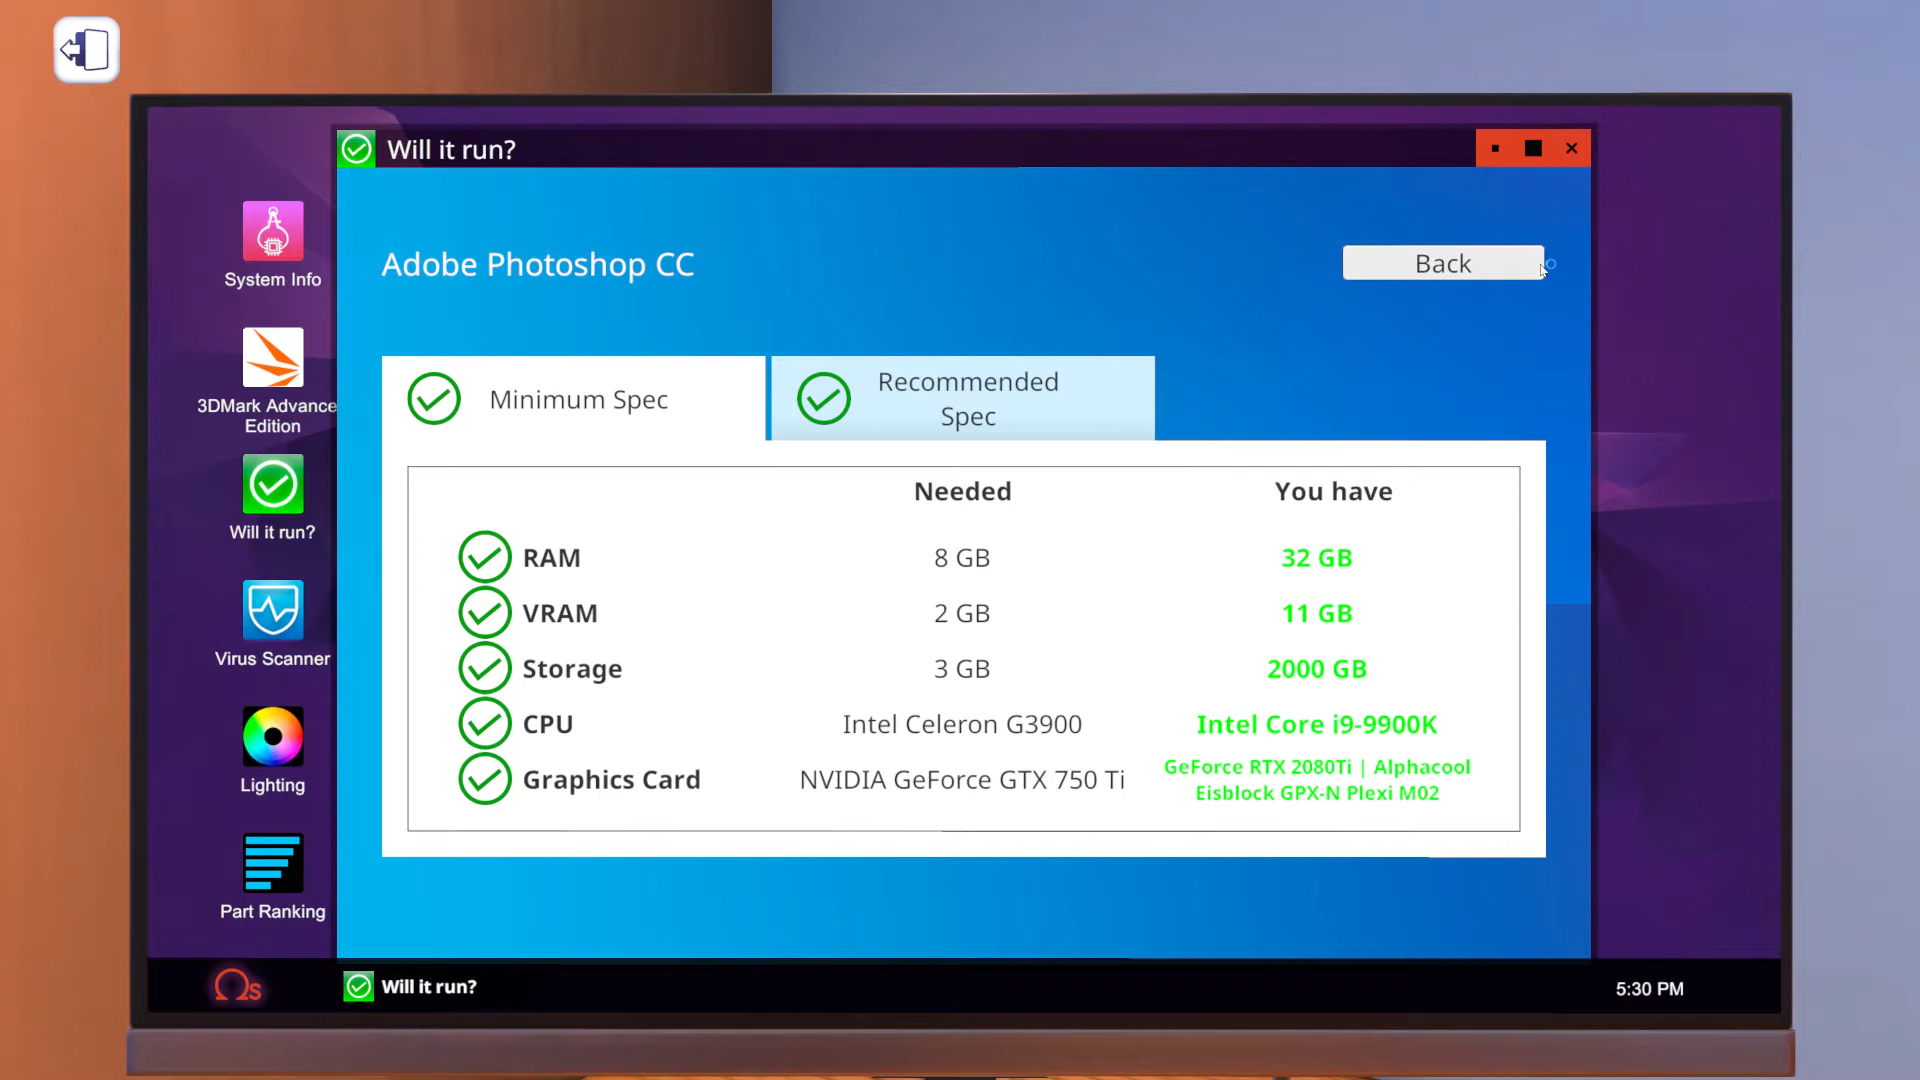 Will it run?
Adobe Photoshop CC
Back
Minimum Spec
Recommended
Spec
Needed
You have
RAM
8 GB
32 GB
VRAM
2 GB
11 GB
Storage
3 GB
2000 GB
CPU
Intel Celeron G3900
Intel Core i9-9900K
Graphics Card
NVIDIA GeForce GTX 750 Ti
GeForce RTX 2080Ti | Alphacool
Eisblock GPX-N Plexi M02
System Info
3DMark Advance
Edition
Will it run?
Virus Scanner
Lighting
Part Ranking
Ωs
Will it run?
5:30 PM